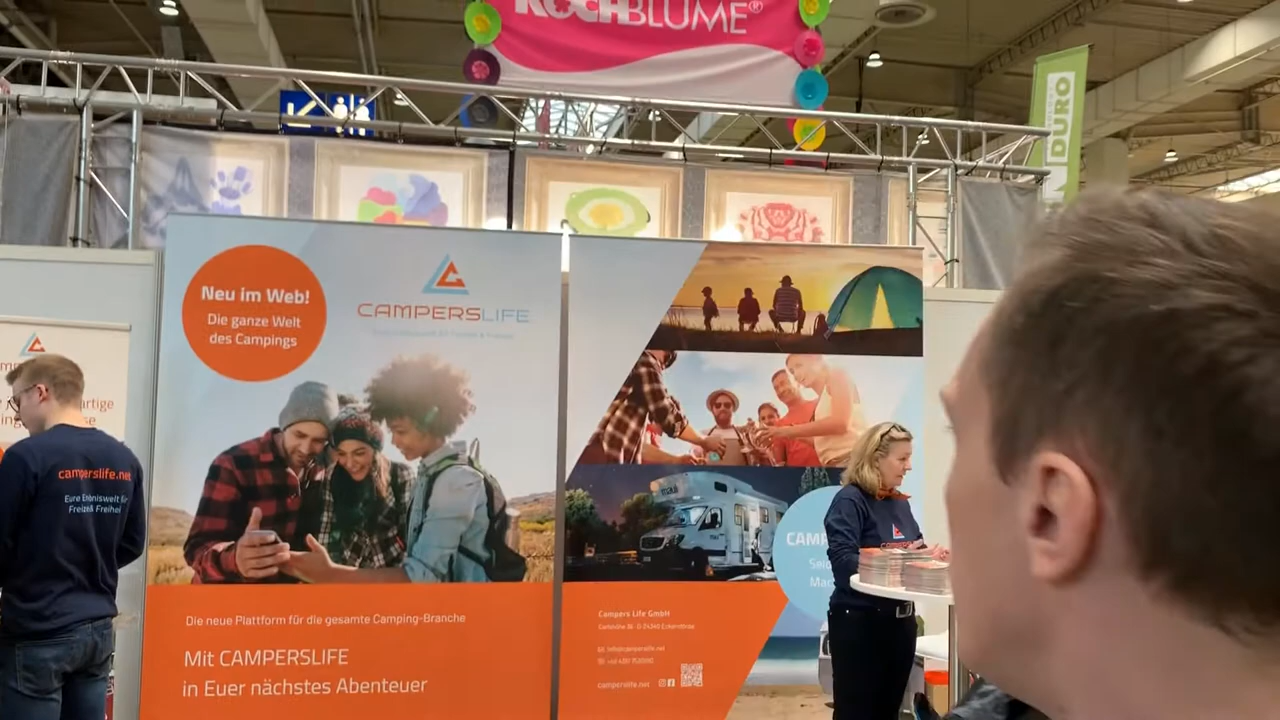 KOCHBLUME®
DURO
Neu im Web!
Die ganze Welt
des Campings
CAMPERSLIFE
camperslife.net
Eure Erlebniswelt für
Freizeit & Freiheit
CAMP
Die neue Plattform für die gesamte Camping-Branche
Mit CAMPERSLIFE
in Euer nächstes Abenteuer
Campers Life GmbH
camperslife.net
CAMPERSLIFE